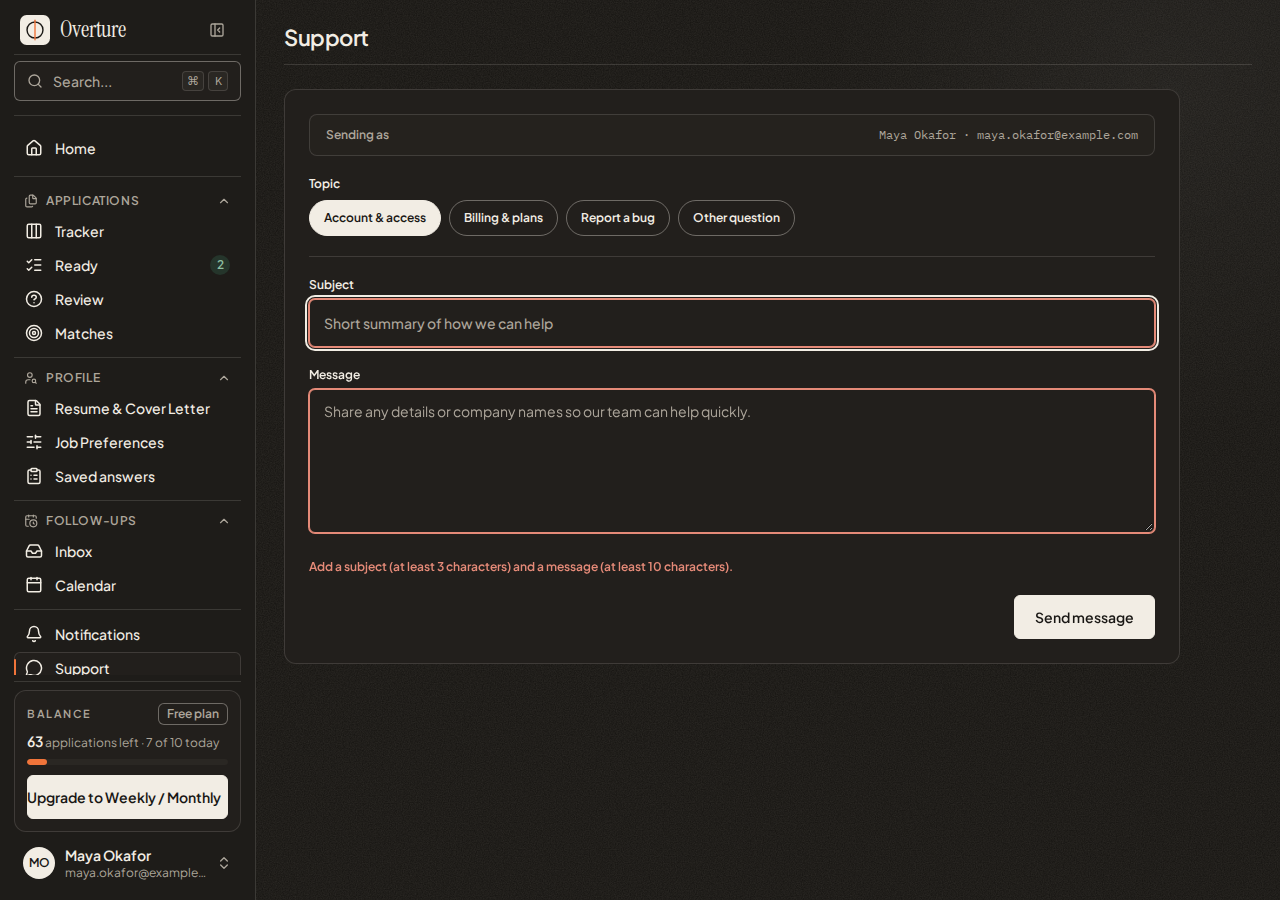 Overture
Search...
⌘ K
Home
APPLICATIONS
Tracker
Ready 2
Review
Matches
PROFILE
Resume & Cover Letter
Job Preferences
Saved answers
FOLLOW-UPS
Inbox
Calendar
Notifications
Support
BALANCE Free plan
63 applications left · 7 of 10 today
Upgrade to Weekly / Monthly
MO
Maya Okafor
maya.okafor@example...
Support
Sending as Maya Okafor · maya.okafor@example.com
Topic
Account & access Billing & plans Report a bug Other question
Subject
Short summary of how we can help
Message
Share any details or company names so our team can help quickly.
Add a subject (at least 3 characters) and a message (at least 10 characters).
Send message